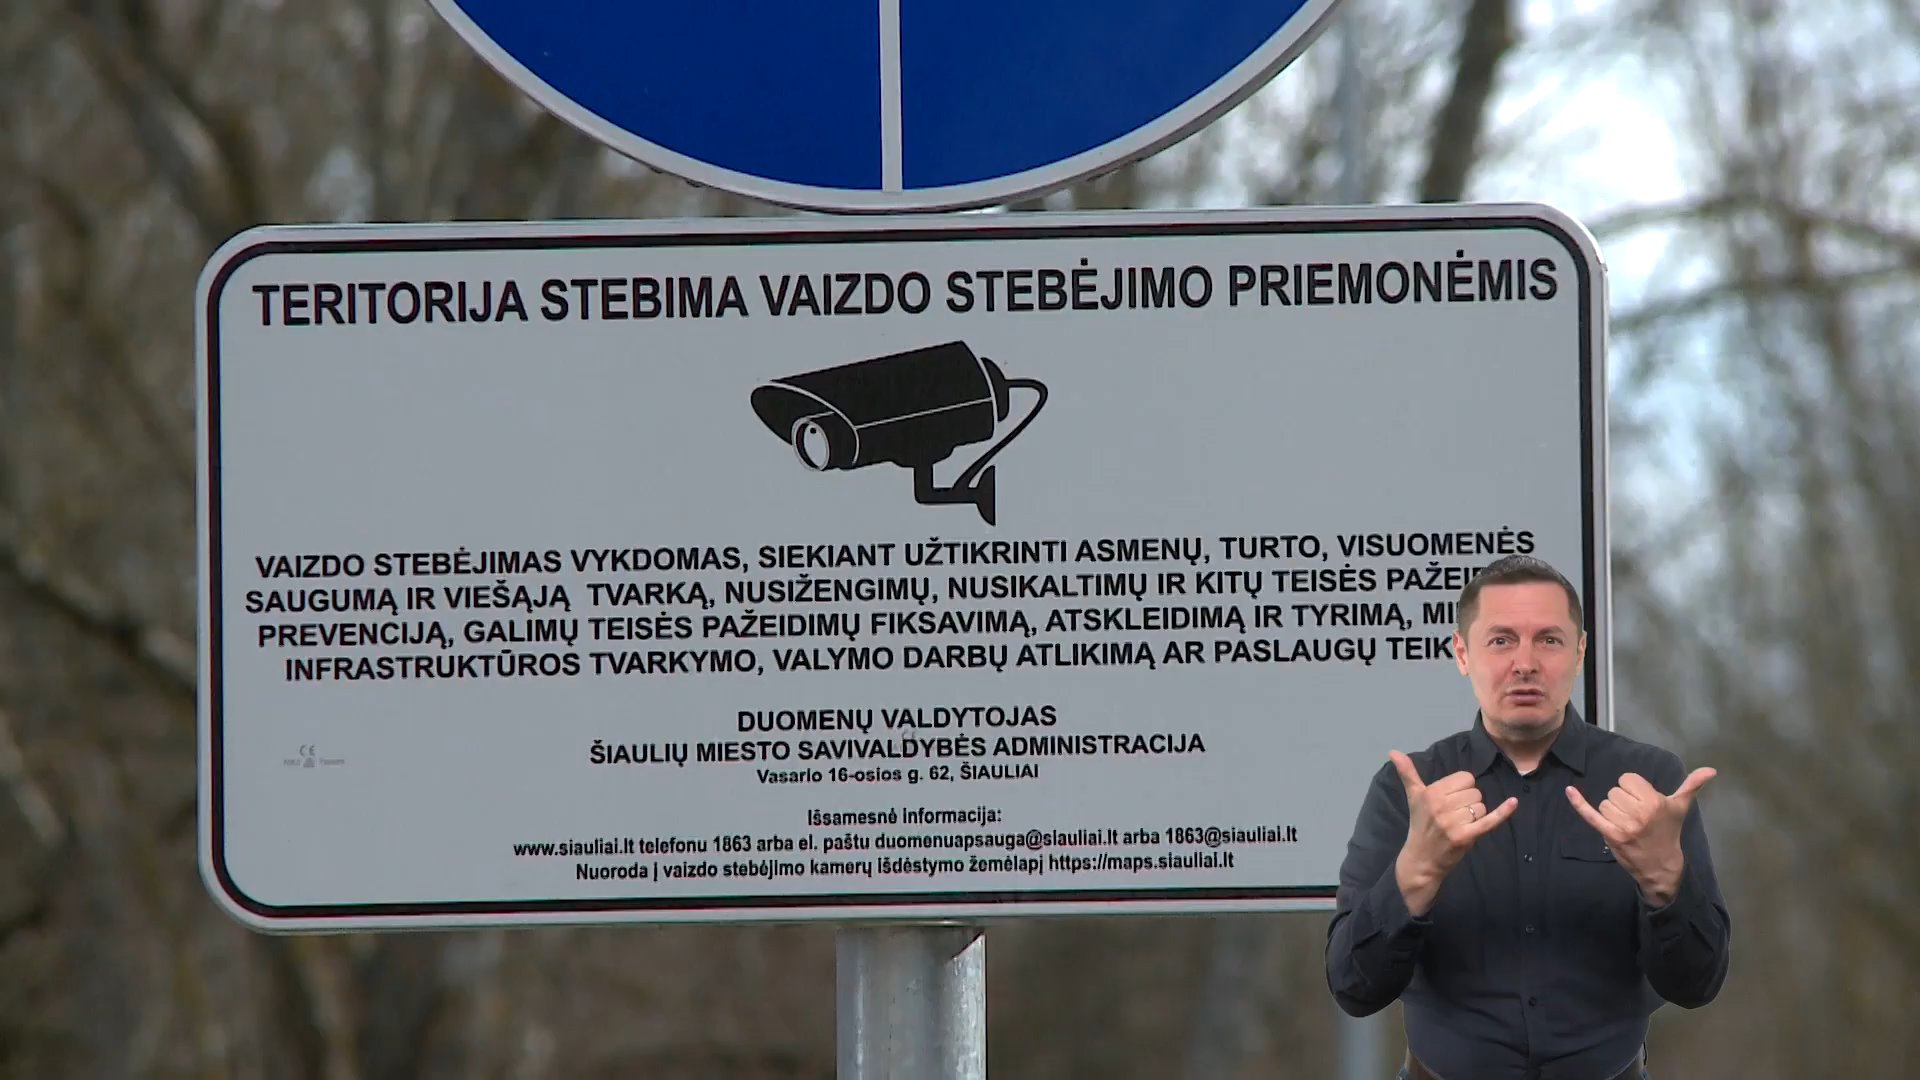 TERITORIJA STEBIMA VAIZDO STEBĖJIMO PRIEMONĖMIS
VAIZDO STEBĖJIMAS VYKDOMAS, SIEKIANT UŽTIKRINTI ASMENŲ, TURTO, VISUOMENĖS
SAUGUMĄ IR VIEŠĄJĄ TVARKĄ, NUSIŽENGIMŲ, NUSIKALTIMŲ IR KITŲ TEISĖS
PREVENCIJĄ, GALIMŲ TEISĖS PAŽEIDIMŲ FIKSAVIMĄ, ATSKLEIDIMĄ IR TYRIMĄ,
INFRASTRUKTŪROS TVARKYMO, VALYMO DARBŲ ATLIKIMĄ AR PASLAUGŲ
DUOMENŲ VALDYTOJAS
ŠIAULIŲ MIESTO SAVIVALDYBĖS ADMINISTRACIJA
Vasario 16-osios g. 62, ŠIAULIAI
CE
Išsamesnė informacija:
www.siauliai.lt telefonu 1863 arba el. paštu duomenuapsauga@siauliai.lt arba 1863@siauliai.lt
Nuoroda į vaizdo stebėjimo kamerų išdėstymo žemėlapį https://maps.siauliai.lt